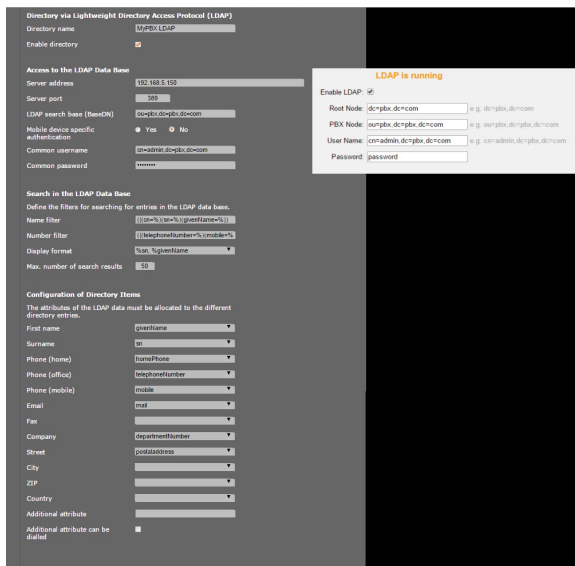 Directory via Lightweight Directory Access Protocol (LDAP)
Directory name MyPBX LDAP
Enable directory
Access to the LDAP Data Base
Server address 192.168.5.150
Server port 389
LDAP search base (BaseDN) ou=pbx,dc=pbx,dc=com
Mobile device specific authentication Yes No
Common username cn=admin,dc=pbx,dc=com
Common password ••••••••
Search in the LDAP Data Base
Define the filters for searching for entries in the LDAP data base.
Name filter (|(cn=%)(sn=%)(givenName=%))
Number filter (|(telephoneNumber=%)(mobile=%
Display format %sn, %givenName
Max. number of search results 50
Configuration of Directory Items
The attributes of the LDAP data must be allocated to the different
directory entries.
First name givenName
Surname sn
Phone (home) homePhone
Phone (office) telephoneNumber
Phone (mobile) mobile
Email mail
Fax
Company departmentNumber
Street postaladdress
City
ZIP
Country
Additional attribute
Additional attribute can be
dialled
LDAP is running
Enable LDAP:
Root Node: dc=pbx,dc=com e.g. dc=pbx,dc=com
PBX Node: ou=pbx,dc=pbx,dc=com e.g. ou=pbx,dc=pbx,dc=com
User Name: cn=admin,dc=pbx,dc=com e.g. cn=admin,dc=pbx,dc=com
Password: password